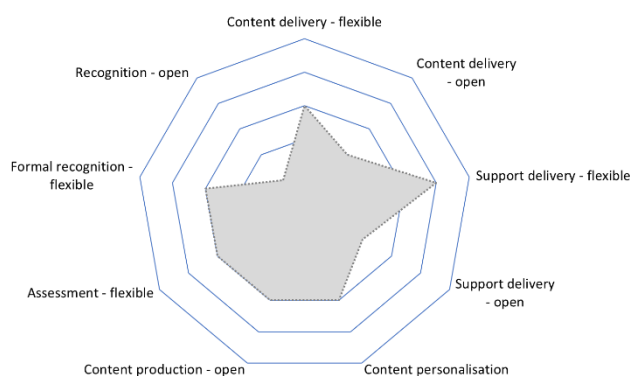 Content delivery - flexible
Content delivery
- open
Recognition - open
Formal recognition -
flexible
Support delivery - flexible
Assessment - flexible
Support delivery
- open
Content production - open
Content personalisation